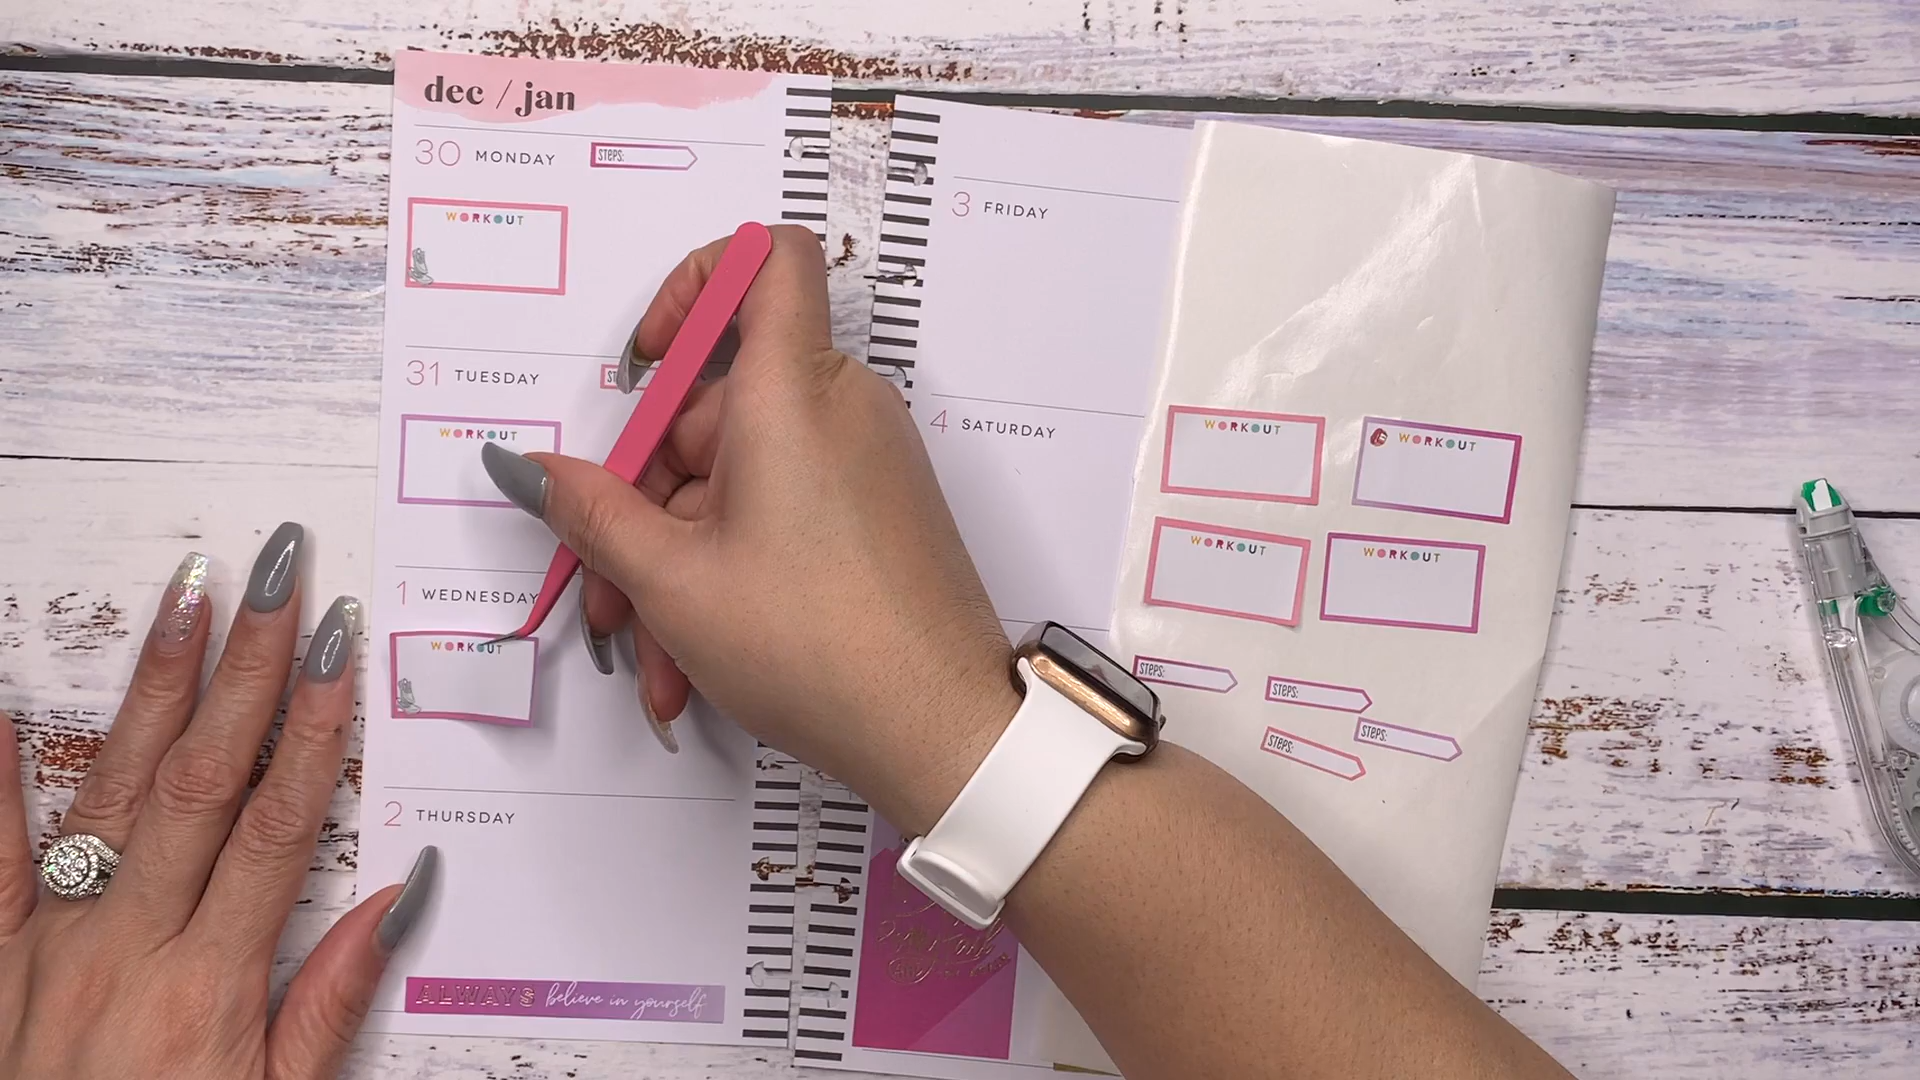 dec / jan
30 MONDAY
STEPS:
WORKOUT
31 TUESDAY
WORKOUT
1 WEDNESDAY
WORKOUT
2 THURSDAY
ALWAYS believe in yourself
3 FRIDAY
4 SATURDAY
WORKOUT
WORKOUT
WORKOUT
WORKOUT
STEPS:
STEPS:
STEPS:
STEPS: